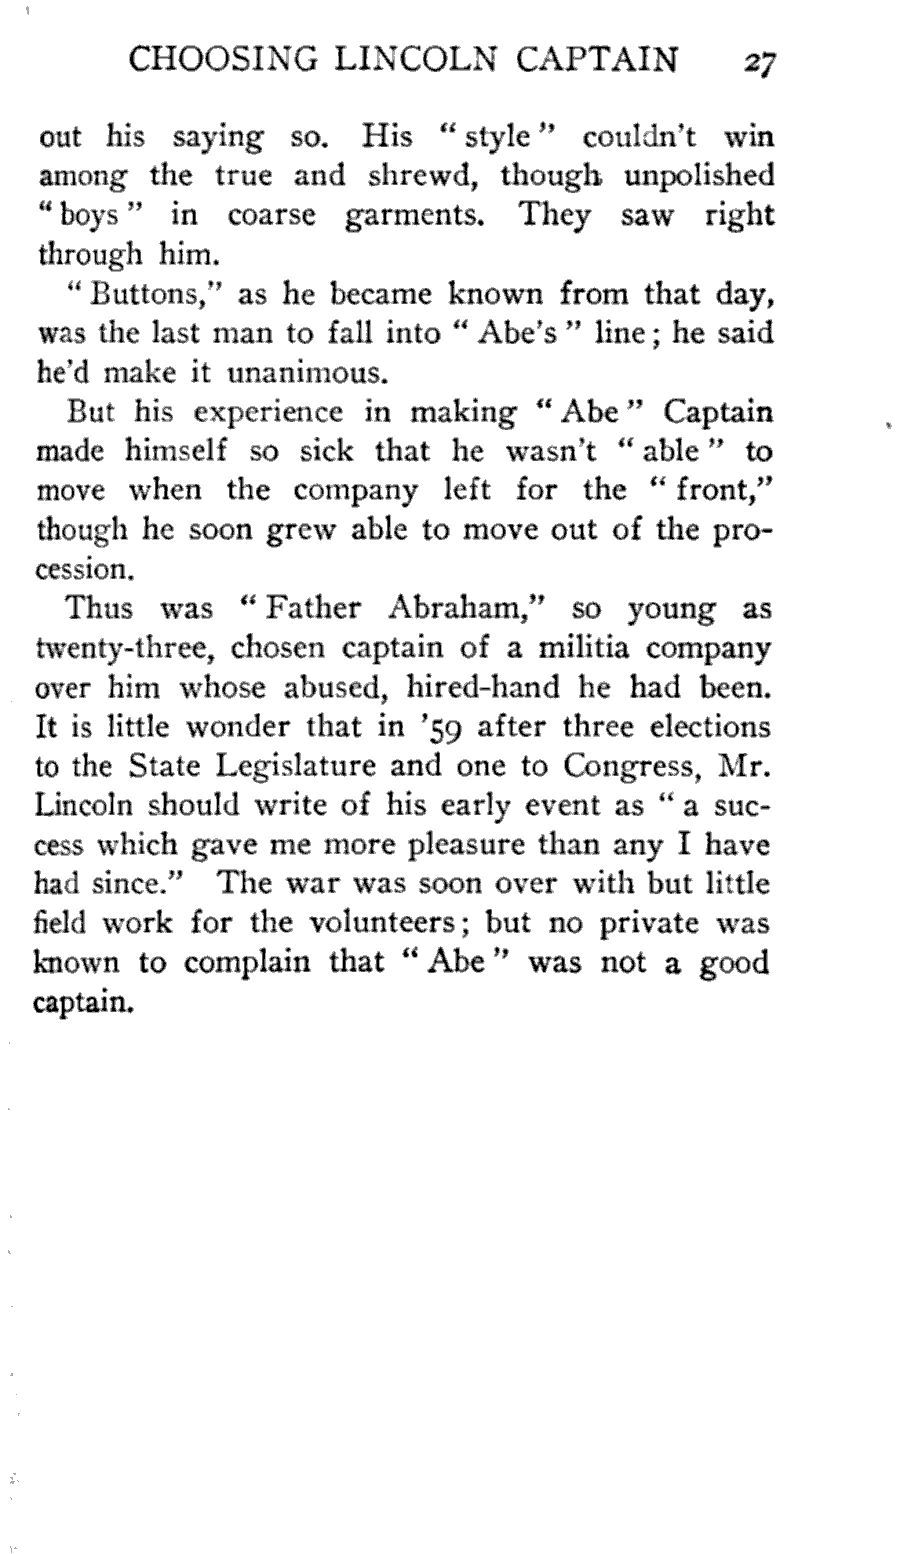 CHOOSING LINCOLN CAPTAIN 27
out his saying so. His "style" couldn't win
among the true and shrewd, though unpolished
"boys" in coarse garments. They saw right
through him.
"Buttons," as he became known from that day,
was the last man to fall into "Abe's" line; he said
he'd make it unanimous.
But his experience in making "Abe" Captain
made himself so sick that he wasn't "able" to
move when the company left for the "front,"
though he soon grew able to move out of the pro-
cession.
Thus was "Father Abraham," so young as
twenty-three, chosen captain of a militia company
over him whose abused, hired-hand he had been.
It is little wonder that in '59 after three elections
to the State Legislature and one to Congress, Mr.
Lincoln should write of his early event as "a suc-
cess which gave me more pleasure than any I have
had since." The war was soon over with but little
field work for the volunteers; but no private was
known to complain that "Abe" was not a good
captain.